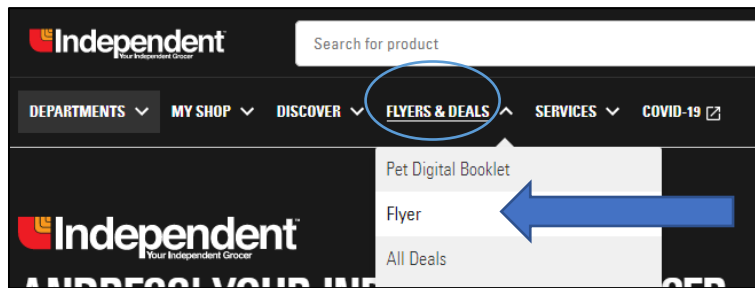 Independent
Your Independent Grocer
Search for product
DEPARTMENTS MY SHOP DISCOVER FLYERS & DEALS SERVICES COVID-19
Pet Digital Booklet
Flyer
Independent
Your Independent Grocer
All Deals